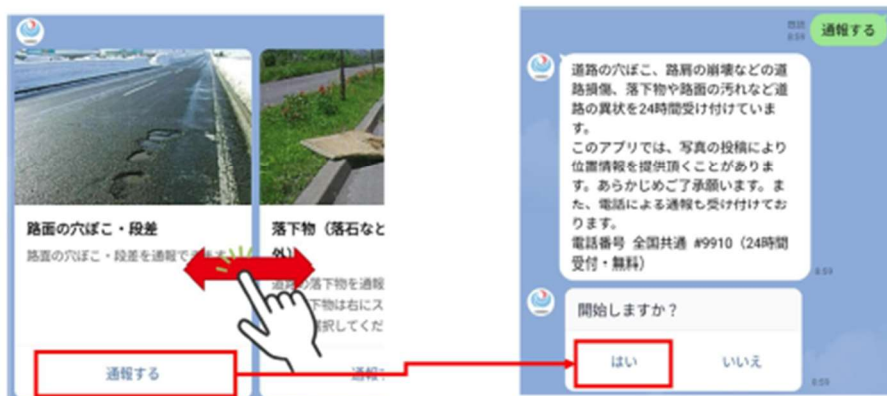 路面の穴ぼこ・段差
路面の穴ぼこ・段差を通報で
通報する
落下物（落石など
外）
の落下物を通報
下物は右にス
択してくだ
通報
既読
8:59
通報する
道路の穴ぼこ、路肩の崩壊などの道
路損傷、落下物や路面の汚れなど道
路の異状を24時間受け付けていま
す。
このアプリでは、写真の投稿により
位置情報を提供頂くことがありま
す。あらかじめご了承願います。ま
た、電話による通報も受け付けてお
ります。
電話番号 全国共通 #9910（24時間
受付・無料）
8:59
開始しますか？
はい
いいえ
8:59